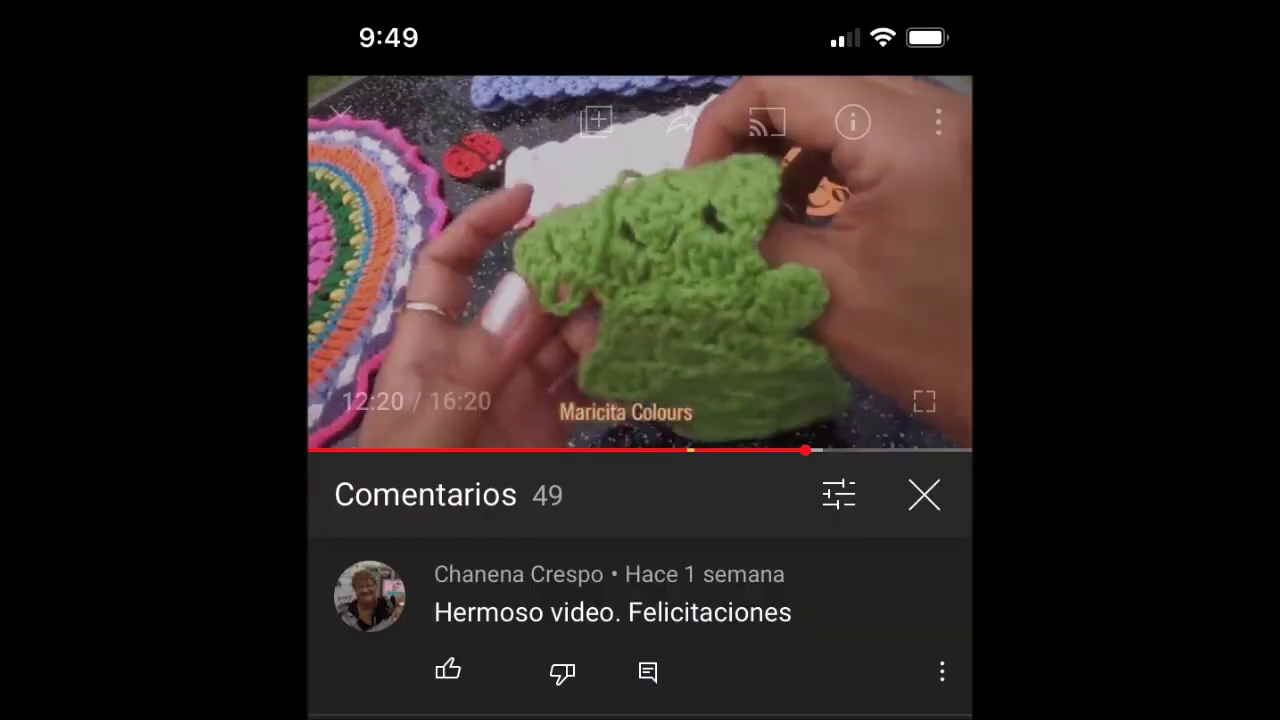 9:49
12:20 / 16:20
Maricita Colours
Comentarios 49
Chanena Crespo • Hace 1 semana
Hermoso video. Felicitaciones